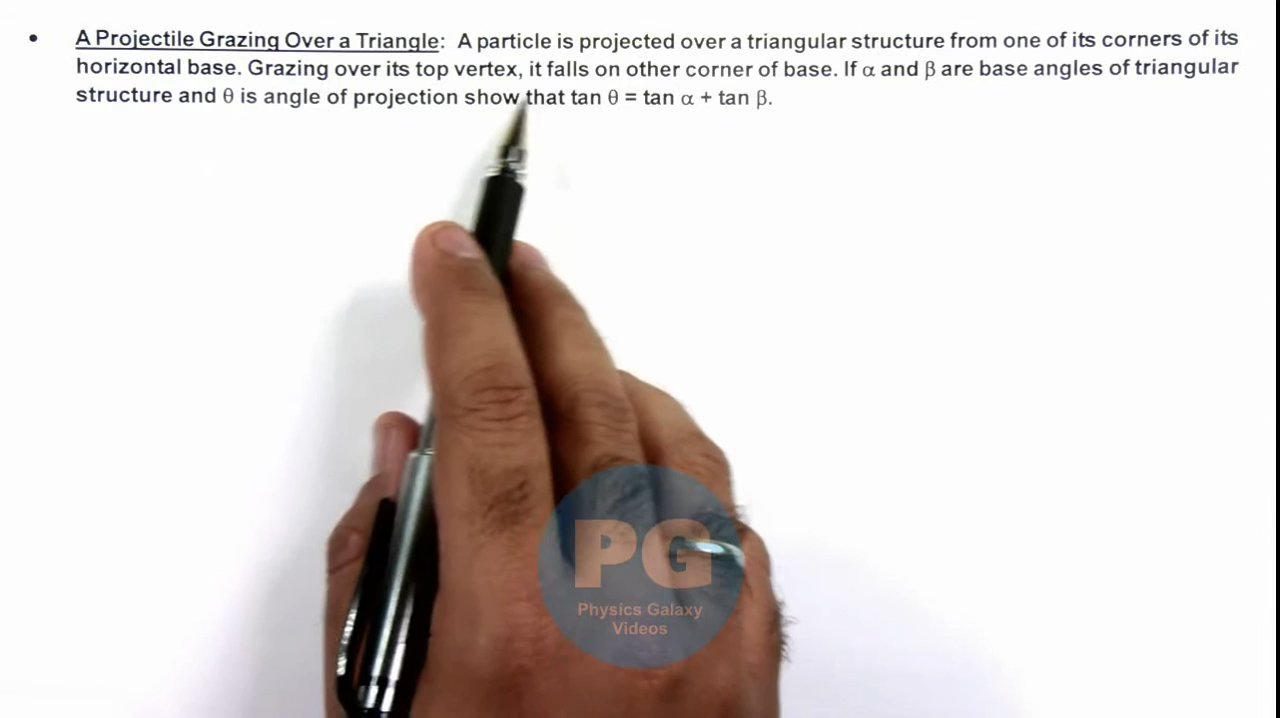 • A Projectile Grazing Over a Triangle: A particle is projected over a triangular structure from one of its corners of its
horizontal base. Grazing over its top vertex, it falls on other corner of base. If α and β are base angles of triangular
structure and θ is angle of projection show that tan θ = tan α + tan β.
PG
Physics Galaxy
Videos